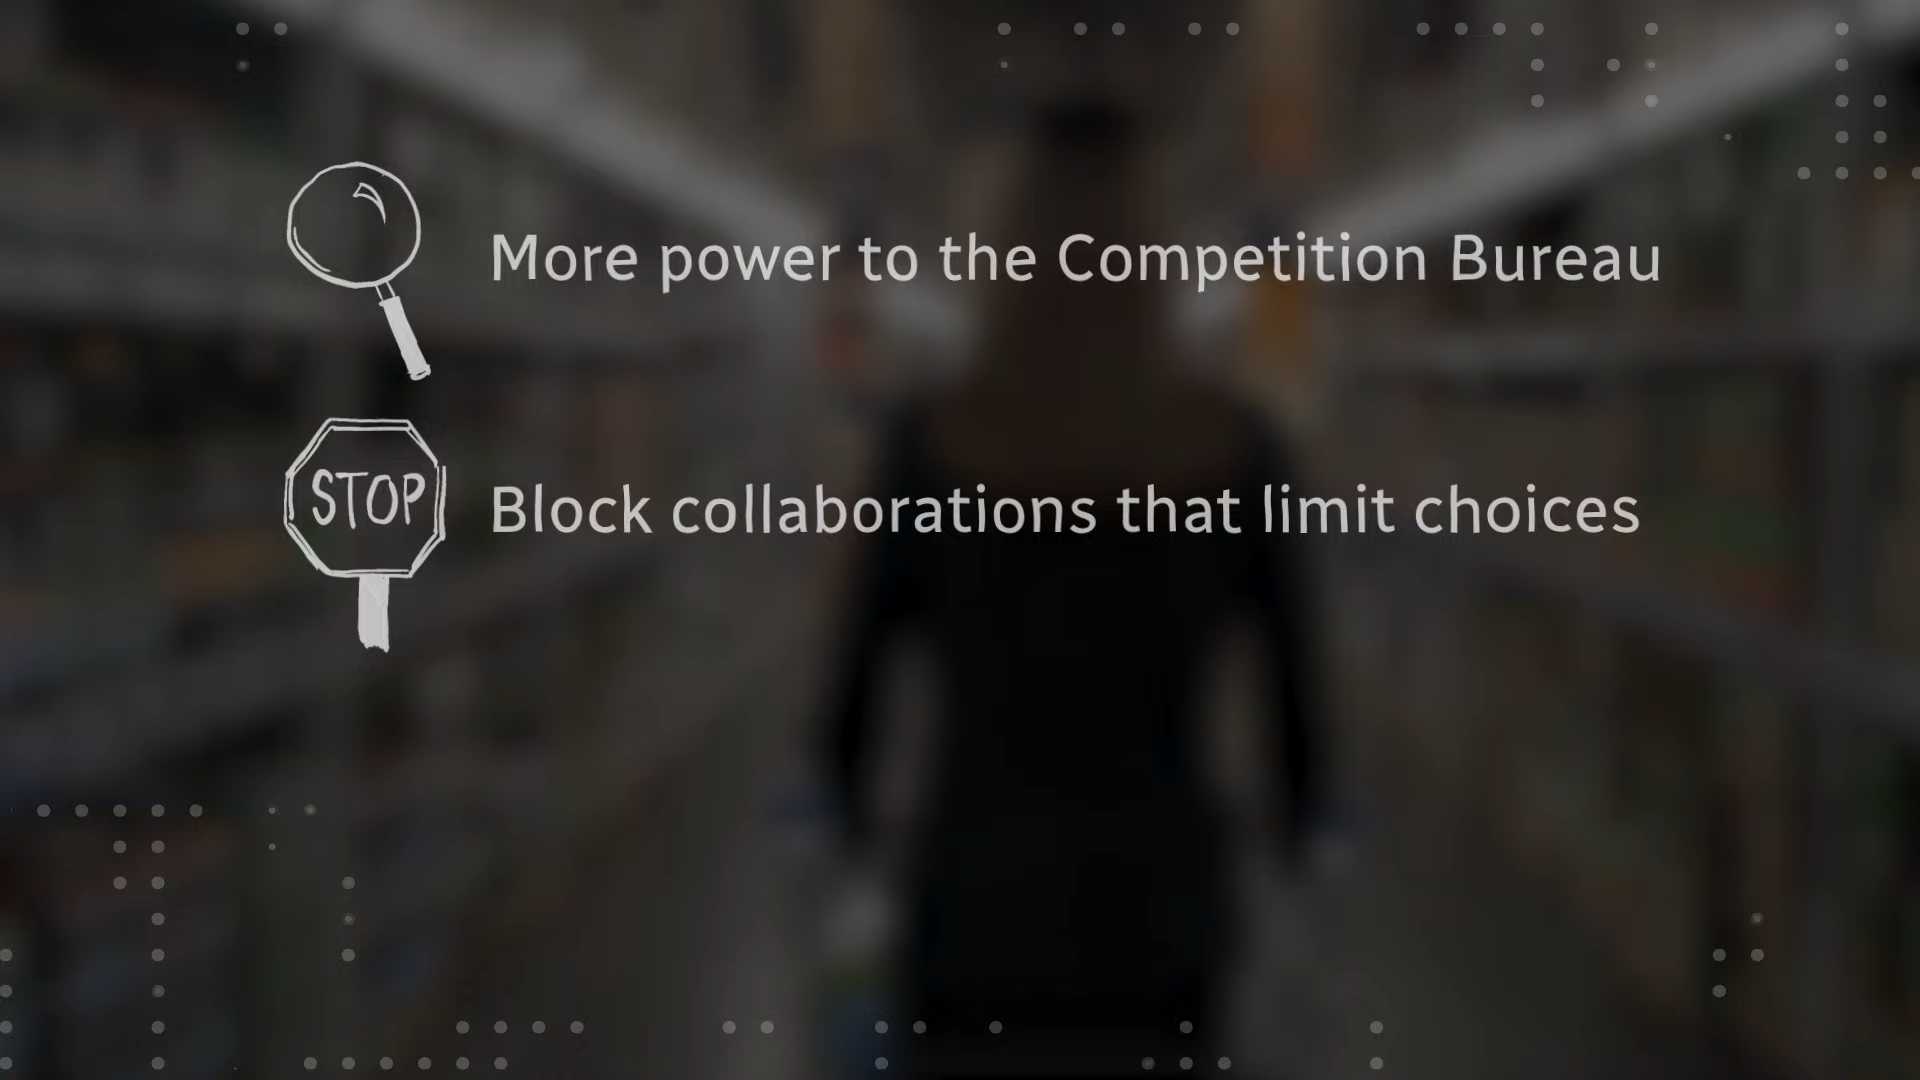 More power to the Competition Bureau
STOP
Block collaborations that limit choices